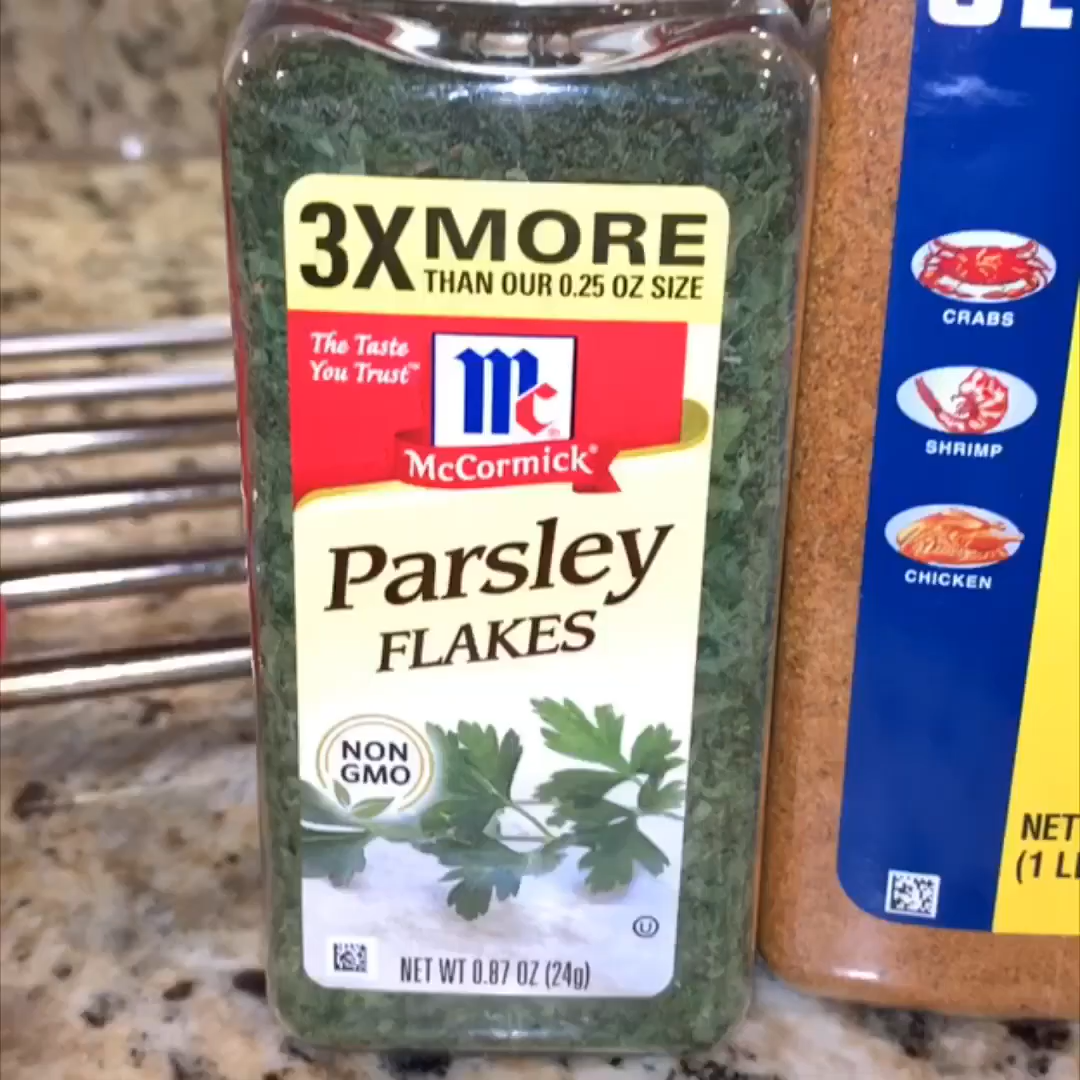 3X MORE
THAN OUR 0.25 OZ SIZE
The Taste
You Trust™
Mc
McCormick®
Parsley
FLAKES
NON
GMO
U
NET WT 0.87 OZ (24g)
CRABS
SHRIMP
CHICKEN
NET
(1